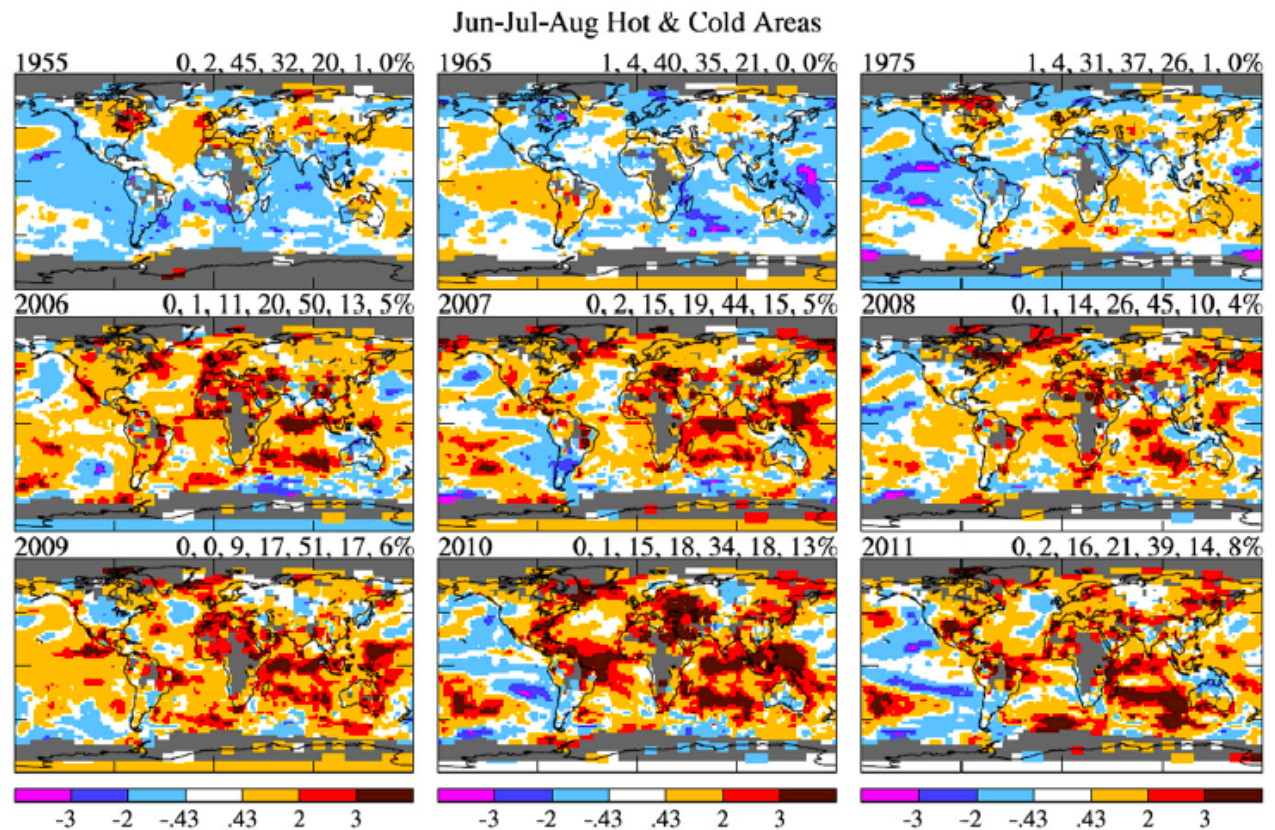 Jun-Jul-Aug Hot & Cold Areas
1955 0, 2, 45, 32, 20, 1, 0%
1965 1, 4, 40, 35, 21, 0, 0%
1975 1, 4, 31, 37, 26, 1, 0%
2006 0, 1, 11, 20, 50, 13, 5%
2007 0, 2, 15, 19, 44, 15, 5%
2008 0, 1, 14, 26, 45, 10, 4%
2009 0, 0, 9, 17, 51, 17, 6%
2010 0, 1, 15, 18, 34, 18, 13%
2011 0, 2, 16, 21, 39, 14, 8%
-3 -2 -.43 .43 2 3
-3 -2 -.43 .43 2 3
-3 -2 -.43 .43 2 3